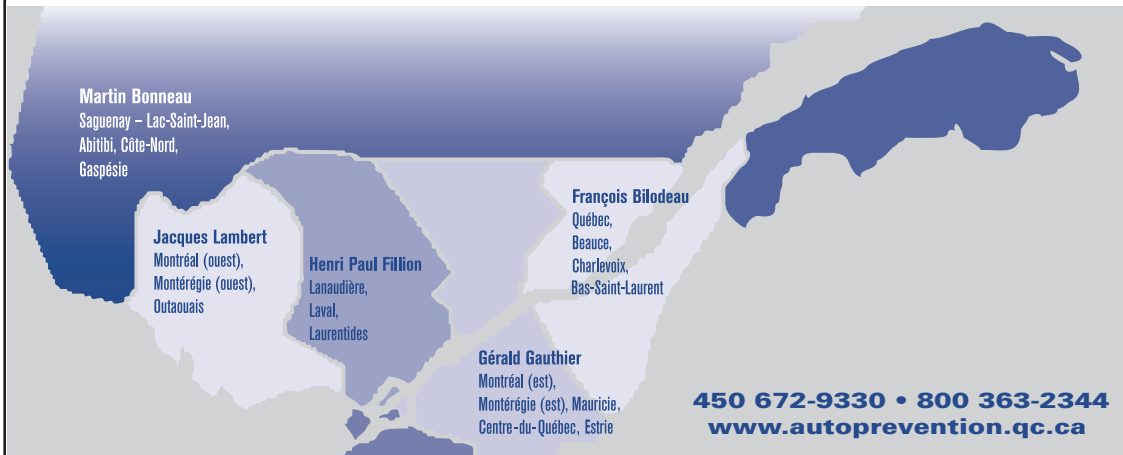 Martin Bonneau
Saguenay – Lac-Saint-Jean,
Abitibi, Côte-Nord,
Gaspésie
Jacques Lambert
Montréal (ouest),
Montérégie (ouest),
Outaouais
Henri Paul Fillion
Lanaudière,
Laval,
Laurentides
François Bilodeau
Québec,
Beauce,
Charlevoix,
Bas-Saint-Laurent
Gérald Gauthier
Montréal (est),
Montérégie (est), Mauricie,
Centre-du-Québec, Estrie
450 672-9330 • 800 363-2344
www.autoprevention.qc.ca